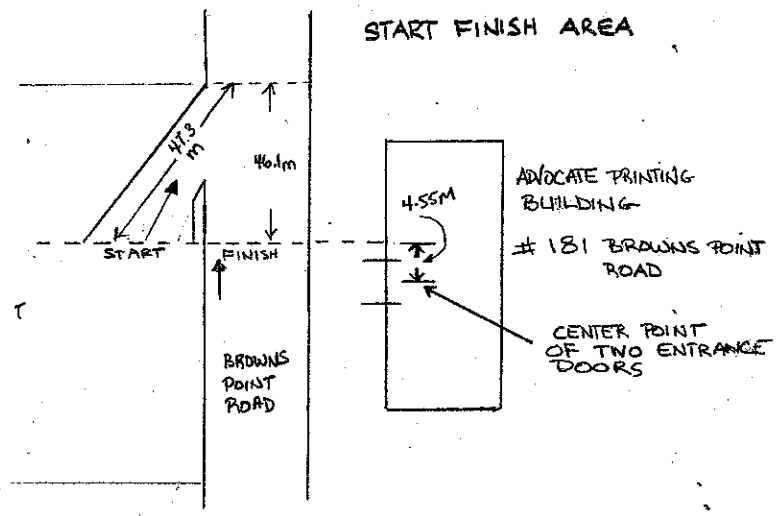 START FINISH AREA
47.3
m
46.1m
4.55M
ADVOCATE PRINTING
BUILDING
# 181 BROWNS POINT
ROAD
START
FINISH
CENTER POINT
OF TWO ENTRANCE
DOORS
BROWNS
POINT
ROAD